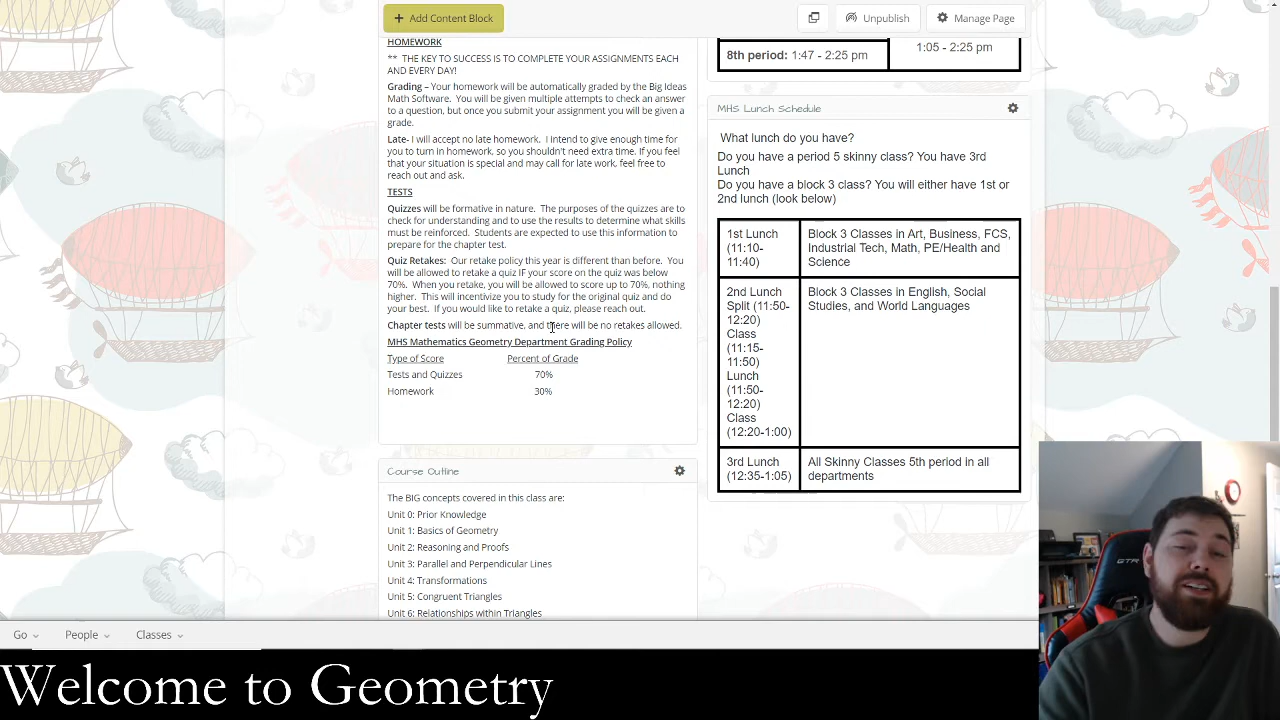 Add Content Block
Unpublish
Manage Page
HOMEWORK
** THE KEY TO SUCCESS IS TO COMPLETE YOUR ASSIGNMENTS EACH
AND EVERY DAY!
Grading – Your homework will be automatically graded by the Big Ideas
Math Software. You will be given multiple attempts to check an answer
to a question, but once you submit your assignment you will be given a
grade.
Late- I will accept no late homework. I intend to give enough time for
you to turn in homework, so you shouldn't need extra time. If you feel
that your situation is special and may call for late work, feel free to
reach out and ask.
TESTS
Quizzes will be formative in nature. The purposes of the quizzes are to
check for understanding and to use the results to determine what skills
must be reinforced. Students are expected to use this information to
prepare for the chapter test.
Quiz Retakes: Our retake policy this year is different than before. You
will be allowed to retake a quiz IF your score on the quiz was below
70%. When you retake, you will be allowed to score up to 70%, nothing
higher. This will incentivize you to study for the original quiz and do
your best. If you would like to retake a quiz, please reach out.
Chapter tests will be summative, and there will be no retakes allowed.
MHS Mathematics Geometry Department Grading Policy
Type of Score Percent of Grade
Tests and Quizzes 70%
Homework 30%
Course Outline
The BIG concepts covered in this class are:
Unit 0: Prior Knowledge
Unit 1: Basics of Geometry
Unit 2: Reasoning and Proofs
Unit 3: Parallel and Perpendicular Lines
Unit 4: Transformations
Unit 5: Congruent Triangles
Unit 6: Relationships within Triangles
8th period: 1:47 - 2:25 pm
1:05 - 2:25 pm
MHS Lunch Schedule
What lunch do you have?
Do you have a period 5 skinny class? You have 3rd
Lunch
Do you have a block 3 class? You will either have 1st or
2nd lunch (look below)
1st Lunch
(11:10-
11:40)
Block 3 Classes in Art, Business, FCS,
Industrial Tech, Math, PE/Health and
Science
2nd Lunch
Split (11:50-
12:20)
Class
(11:15-
11:50)
Lunch
(11:50-
12:20)
Class
(12:20-1:00)
Block 3 Classes in English, Social
Studies, and World Languages
3rd Lunch
(12:35-1:05)
All Skinny Classes 5th period in all
departments
GTR
Go
People
Classes
Welcome to Geometry